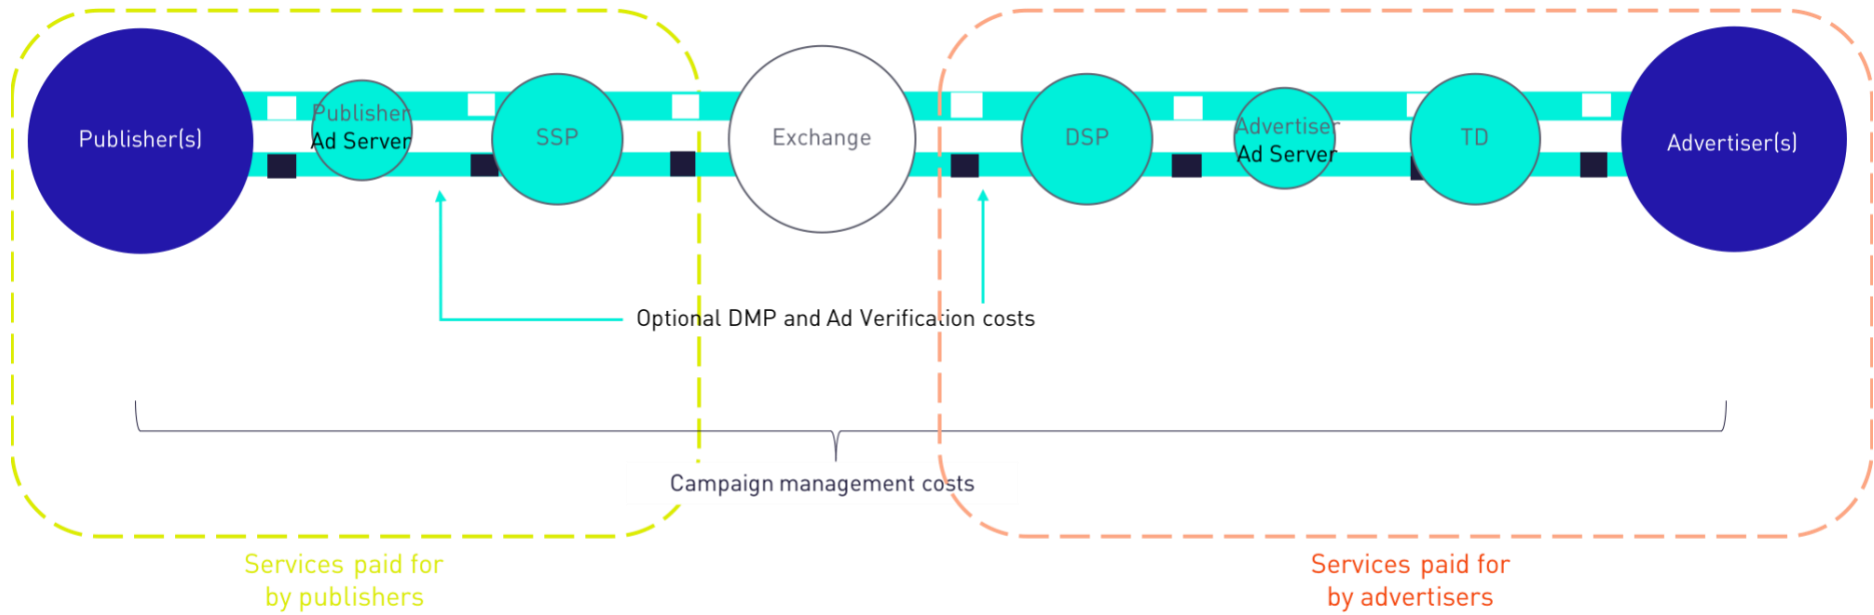 Publisher(s)
Publisher
Ad Server
SSP
Exchange
DSP
Advertiser
Ad Server
TD
Advertiser(s)
Optional DMP and Ad Verification costs
Campaign management costs
Services paid for
by publishers
Services paid for
by advertisers